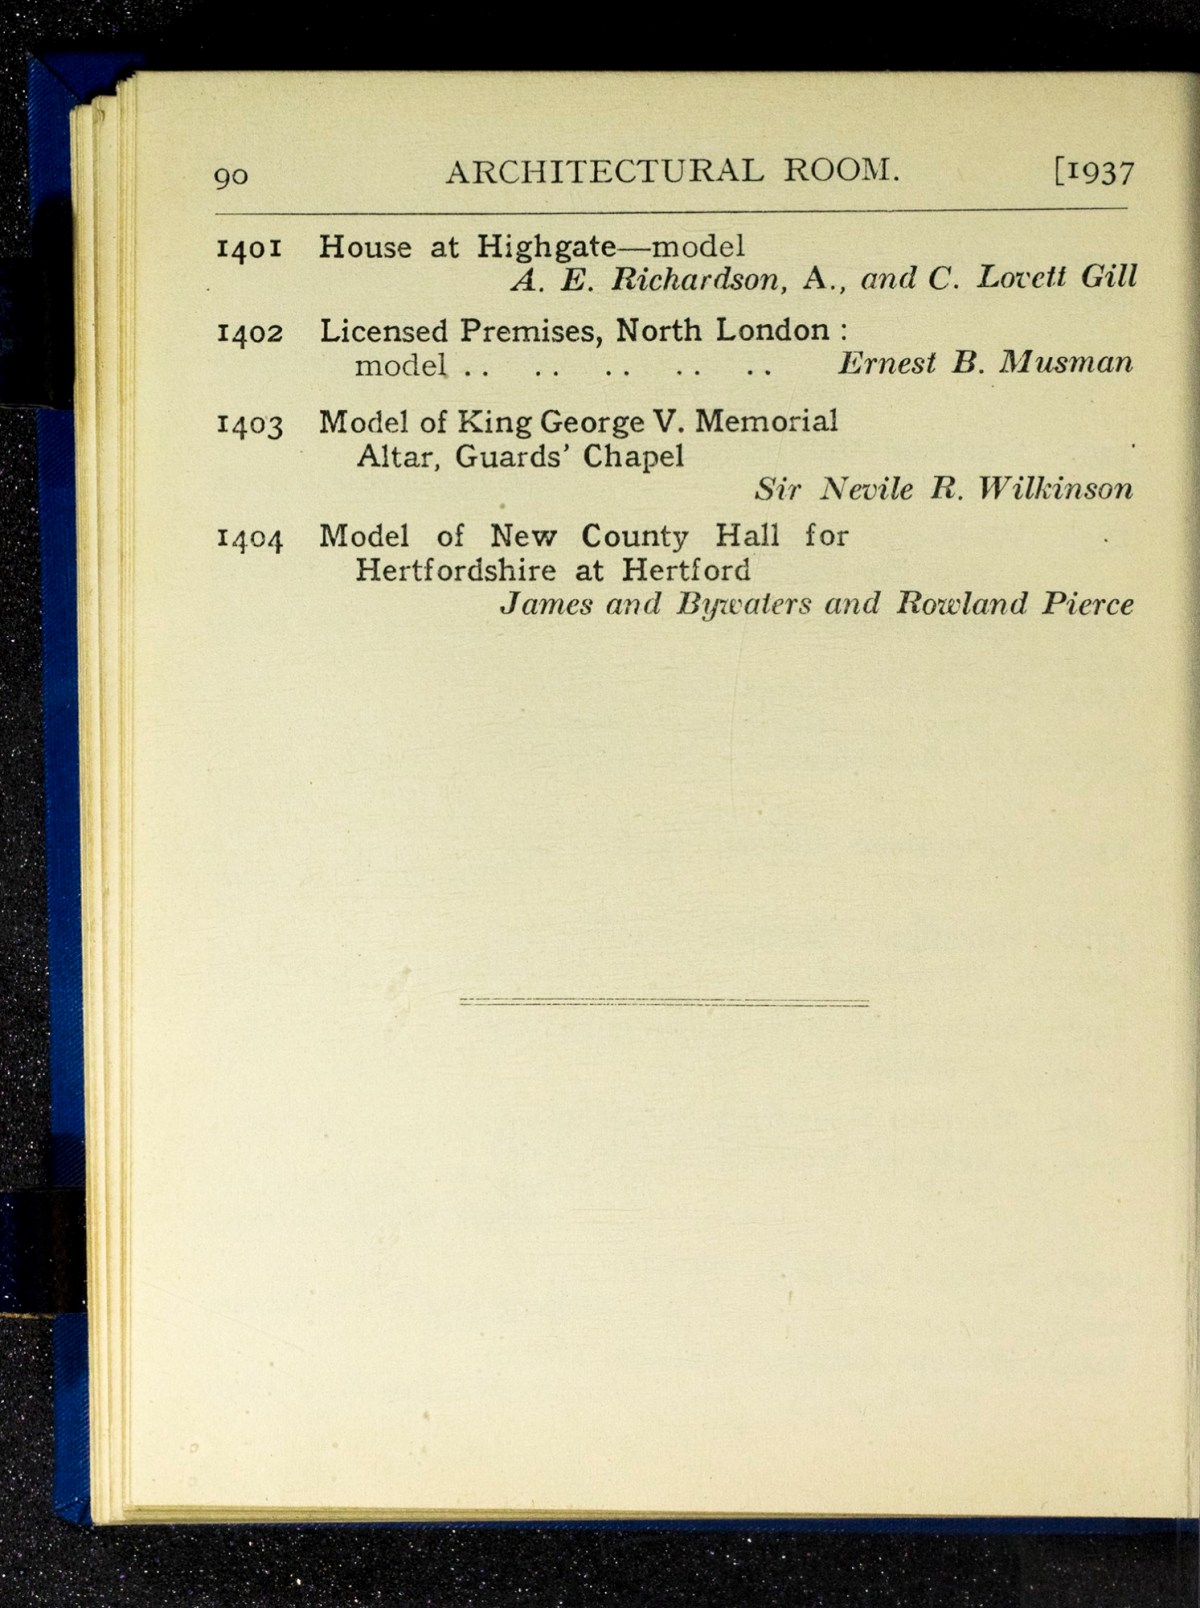 90 ARCHITECTURAL ROOM. [1937
1401 House at Highgate—model
A. E. Richardson, A., and C. Lovett Gill
1402 Licensed Premises, North London :
model . . . . . . . . . . Ernest B. Musman
1403 Model of King George V. Memorial
Altar, Guards’ Chapel
Sir Nevile R. Wilkinson
1404 Model of New County Hall for
Hertfordshire at Hertford
James and Bywaters and Rowland Pierce